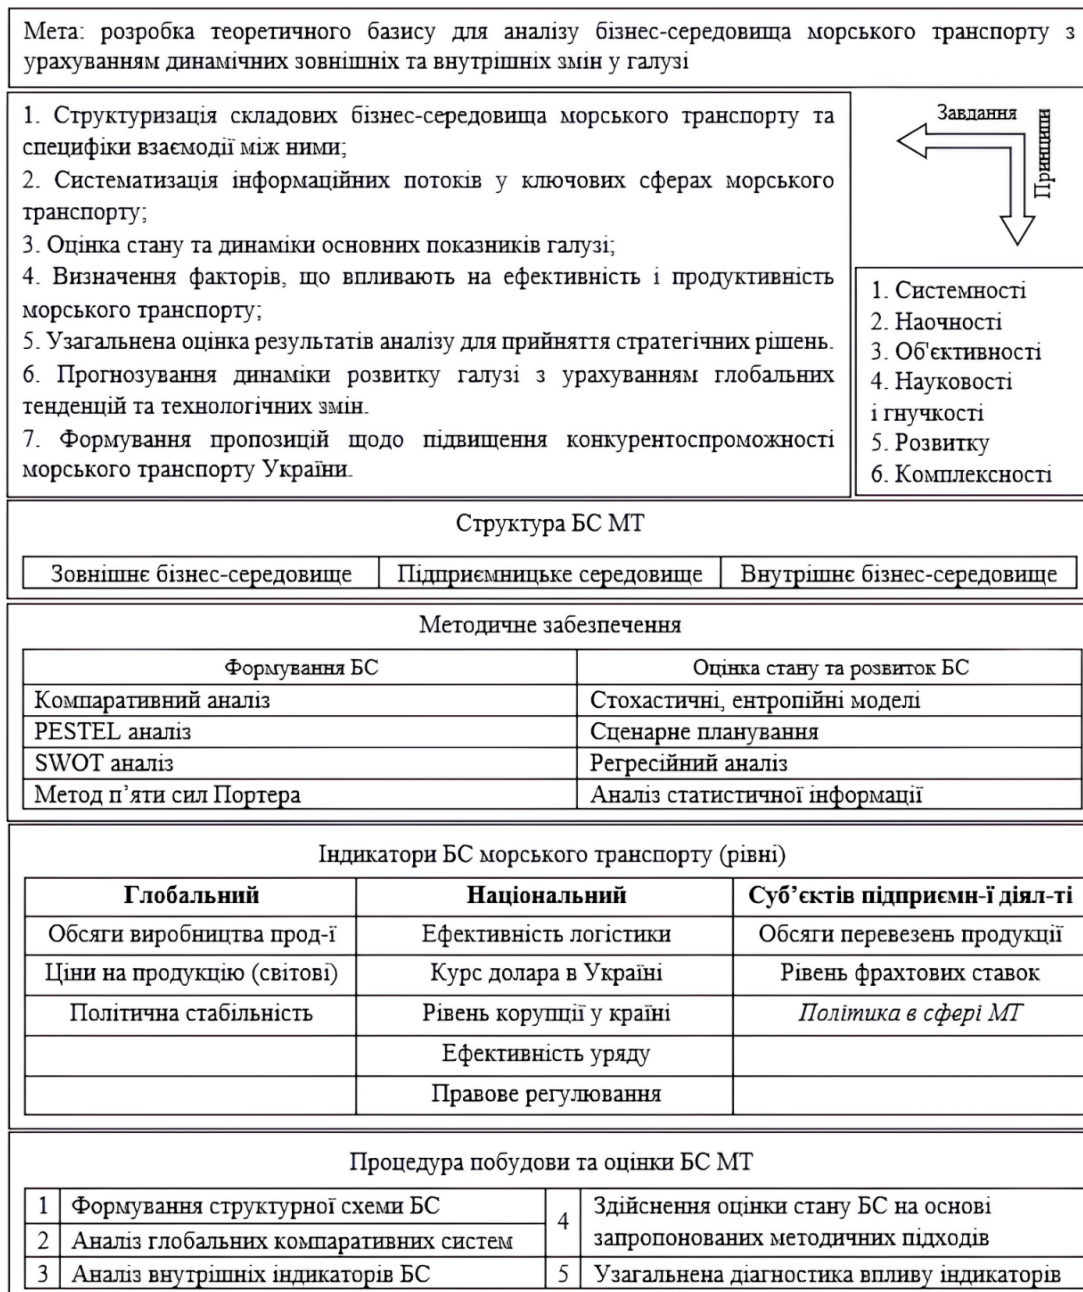 Мета: розробка теоретичного базису для аналізу бізнес-середовища морського транспорту з
урахуванням динамічних зовнішніх та внутрішніх змін у галузі
1. Структуризація складових бізнес-середовища морського транспорту та
специфіки взаємодії між ними;
2. Систематизація інформаційних потоків у ключових сферах морського
транспорту;
3. Оцінка стану та динаміки основних показників галузі;
4. Визначення факторів, що впливають на ефективність і продуктивність
морського транспорту;
5. Узагальнена оцінка результатів аналізу для прийняття стратегічних рішень.
6. Прогнозування динаміки розвитку галузі з урахуванням глобальних
тенденцій та технологічних змін.
7. Формування пропозицій щодо підвищення конкурентоспроможності
морського транспорту України.
Завдання
Принципи
1. Системності
2. Наочності
3. Об'єктивності
4. Науковості
і гнучкості
5. Розвитку
6. Комплексності
Структура БС МТ
Зовнішнє бізнес-середовище Підприємницьке середовище Внутрішнє бізнес-середовище
Методичне забезпечення
Формування БС Оцінка стану та розвиток БС
Компаративний аналіз Стохастичні, ентропійні моделі
PESTEL аналіз Сценарне планування
SWOT аналіз Регресійний аналіз
Метод п’яти сил Портера Аналіз статистичної інформації
Індикатори БС морського транспорту (рівні)
Глобальний Національний Суб’єктів підприємн-ї діял-ті
Обсяги виробництва прод-ї Ефективність логістики Обсяги перевезень продукції
Ціни на продукцію (світові) Курс долара в Україні Рівень фрахтових ставок
Політична стабільність Рівень корупції у країні Політика в сфері МТ
Ефективність уряду
Правове регулювання
Процедура побудови та оцінки БС МТ
1 Формування структурної схеми БС
2 Аналіз глобальних компаративних систем
3 Аналіз внутрішніх індикаторів БС
4 Здійснення оцінки стану БС на основі
запропонованих методичних підходів
5 Узагальнена діагностика впливу індикаторів